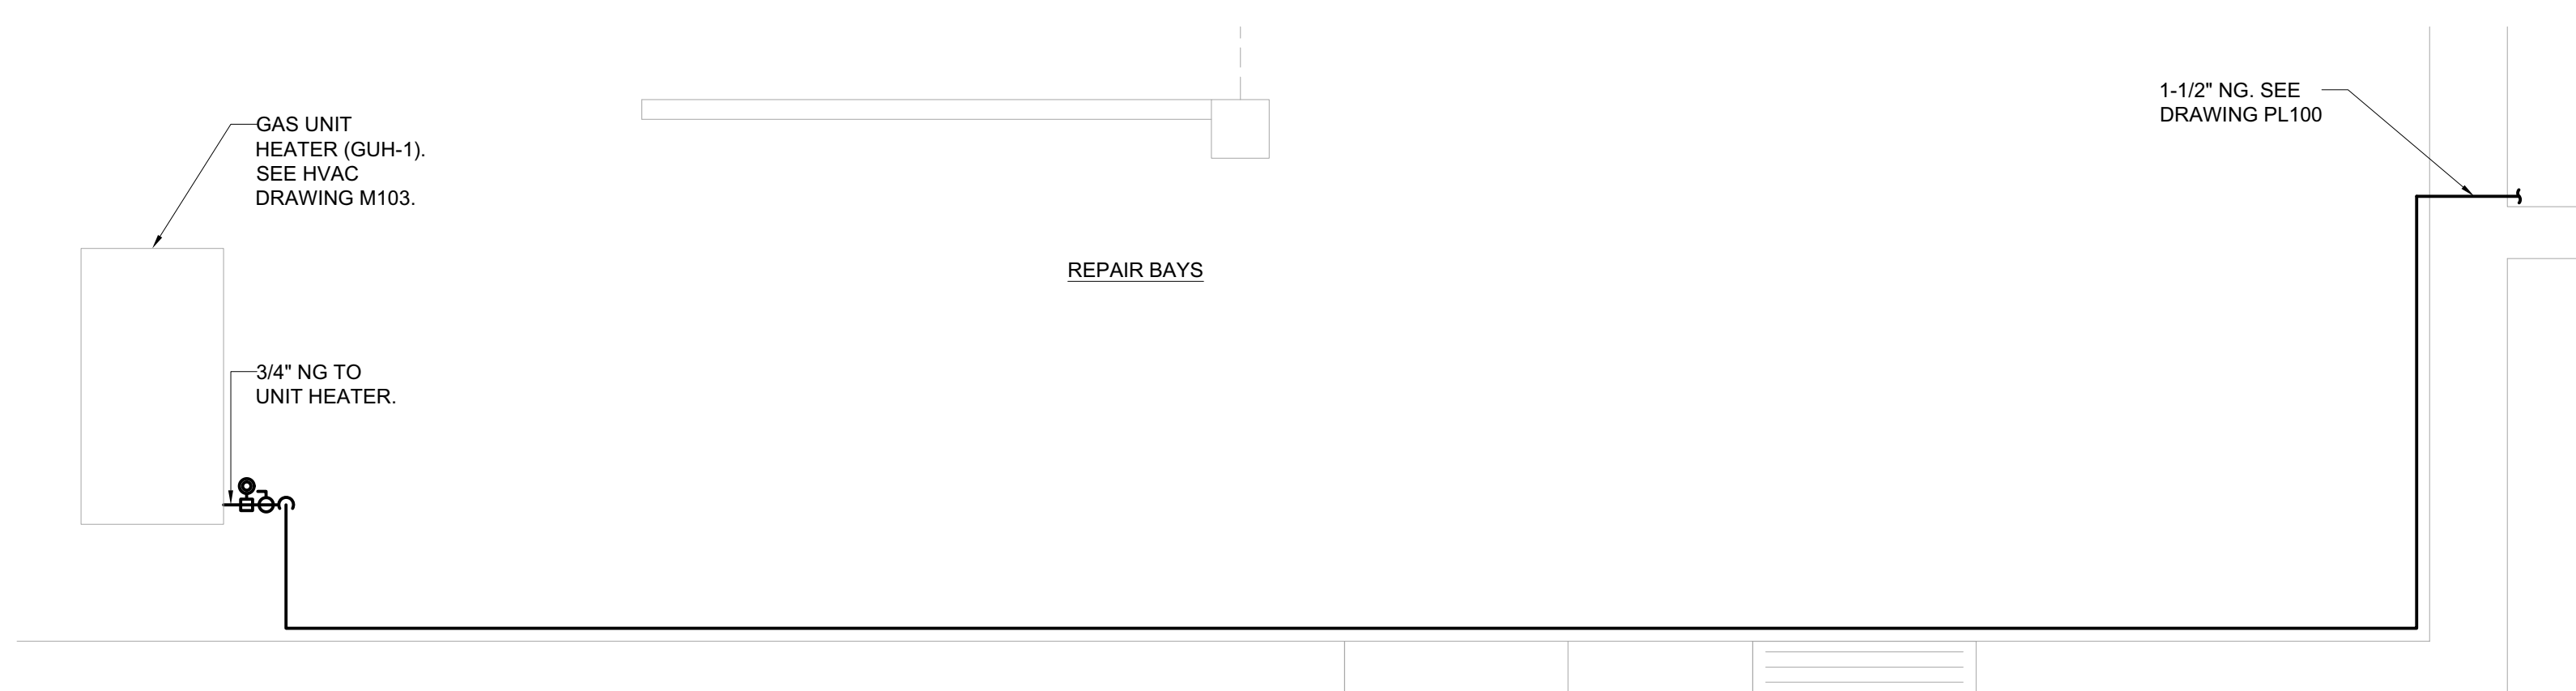 GAS UNIT
HEATER (GUH-1).
SEE HVAC
DRAWING M103.
1-1/2" NG. SEE
DRAWING PL100
REPAIR BAYS
3/4" NG TO
UNIT HEATER.